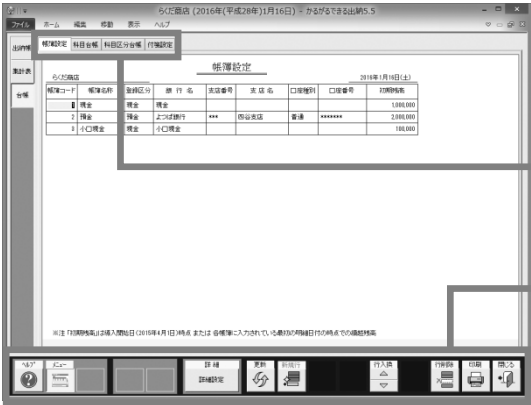 らくだ商店 (2016年(平成28年)1月16日) - かるがるできる出納5.5
ファイル ホーム 編集 移動 表示 ヘルプ
出納帳
集計表
台帳
帳簿設定 科目台帳 科目区分台帳 付箋設定
帳簿設定
らくだ商店 2016年1月16日(土)
帳簿コード 帳簿名称 登録区分 銀行名 支店番号 支店名 口座種別 口座番号 初期残高
1 現金 現金 現金 1,000,000
2 預金 預金 よつば銀行 *** 四谷支店 普通 ******* 2,000,000
3 小口現金 現金 小口現金 100,000
※注「初期残高」は導入開始日(2015年4月1日)時点 または 各帳簿に入力されている最初の明細日付の時点での繰越残高
ヘルプ メニュー 詳細 更新 新規行 行入換 行削除 印刷 閉じる
詳細設定